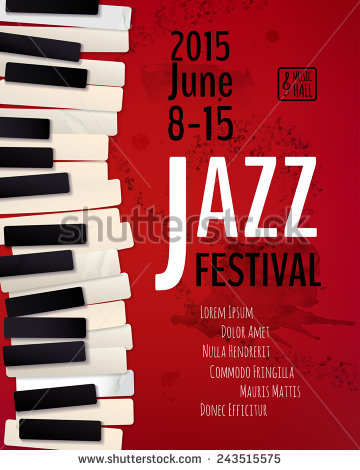 2015
June
8-15
MUSIC
HALL
JAZZ
FESTIVAL
LOREM IPSUM
DOLOR AMET
NULLA HENDRERIT
COMMODO FRINGILLA
MAURIS MATTIS
DONEC EFFICITUR
shutterstock
www.shutterstock.com · 243515575